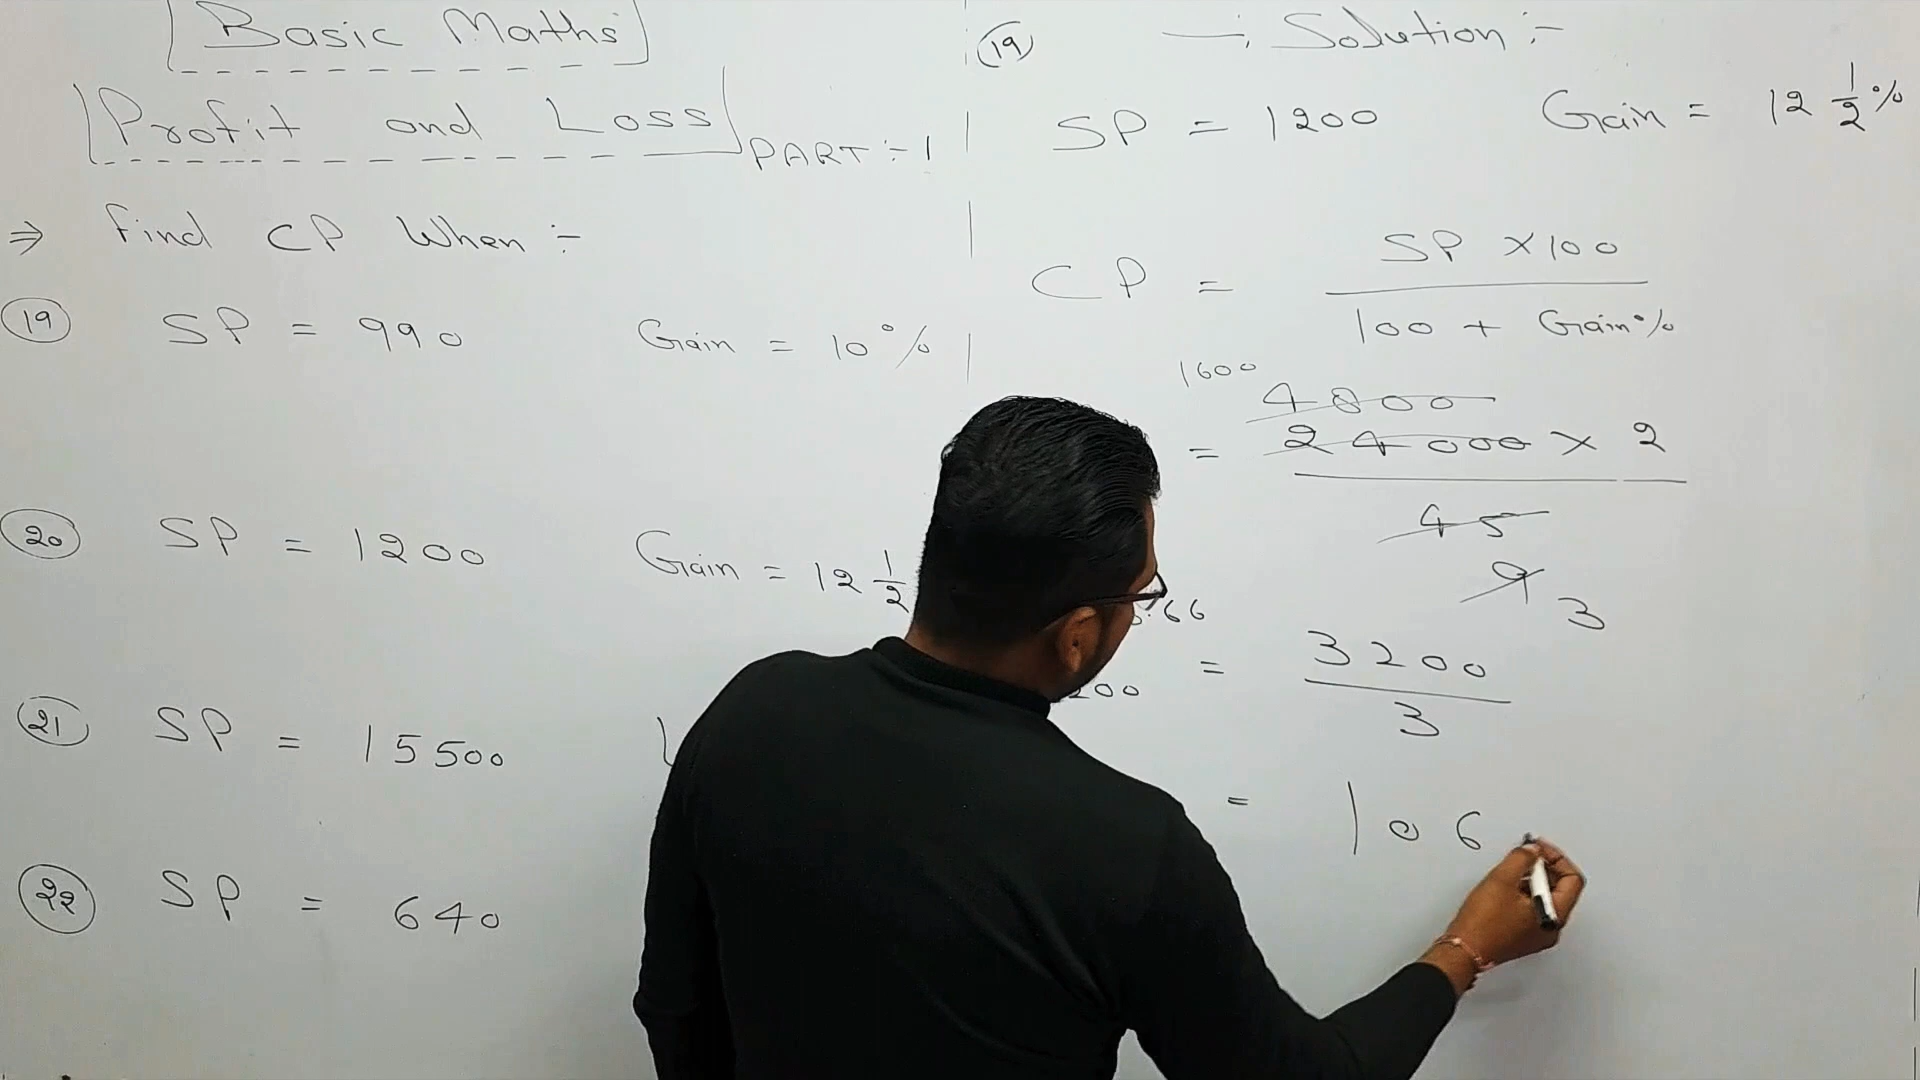 Basic Maths
Profit and Loss PART :- 1
⇒ Find CP When :-
(19) SP = 990 Gain = 10%
(20) SP = 1200 Gain = 12 1/2
(21) SP = 15500
(22) SP = 640
(19) —: Solution :-
SP = 1200 Gain = 12 1/2 %
CP = SP × 100 / 100 + Gain%
1600
4800
= 24000 × 2 / 45
9 3
.66
= 3200 / 3
200
= 106